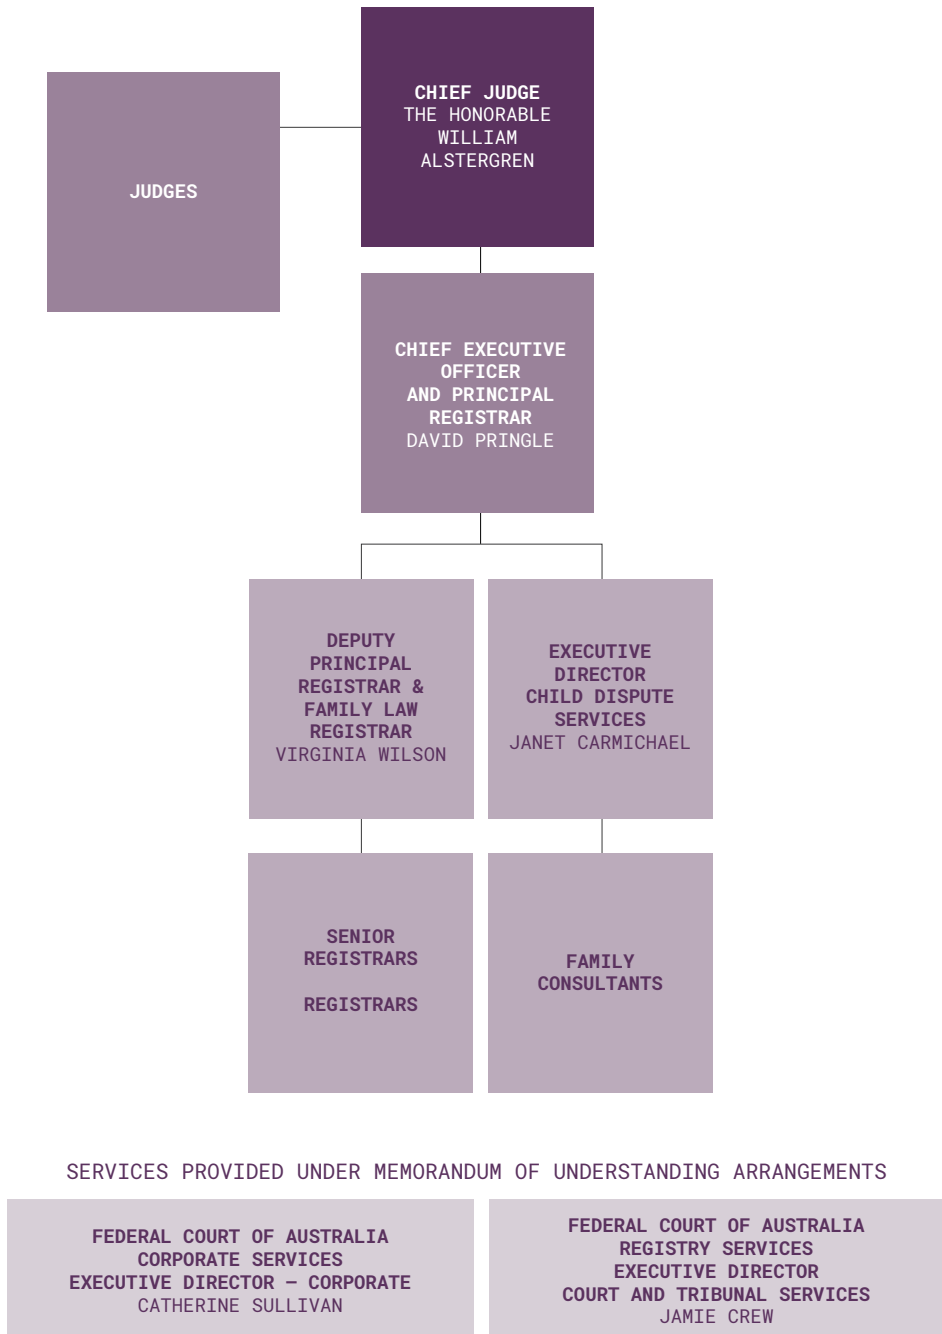 CHIEF JUDGE
THE HONORABLE
WILLIAM
ALSTERGREN
JUDGES
CHIEF EXECUTIVE
OFFICER
AND PRINCIPAL
REGISTRAR
DAVID PRINGLE
DEPUTY
PRINCIPAL
REGISTRAR &
FAMILY LAW
REGISTRAR
VIRGINIA WILSON
EXECUTIVE
DIRECTOR
CHILD DISPUTE
SERVICES
JANET CARMICHAEL
SENIOR
REGISTRARS
REGISTRARS
FAMILY
CONSULTANTS
SERVICES PROVIDED UNDER MEMORANDUM OF UNDERSTANDING ARRANGEMENTS
FEDERAL COURT OF AUSTRALIA
CORPORATE SERVICES
EXECUTIVE DIRECTOR – CORPORATE
CATHERINE SULLIVAN
FEDERAL COURT OF AUSTRALIA
REGISTRY SERVICES
EXECUTIVE DIRECTOR
COURT AND TRIBUNAL SERVICES
JAMIE CREW